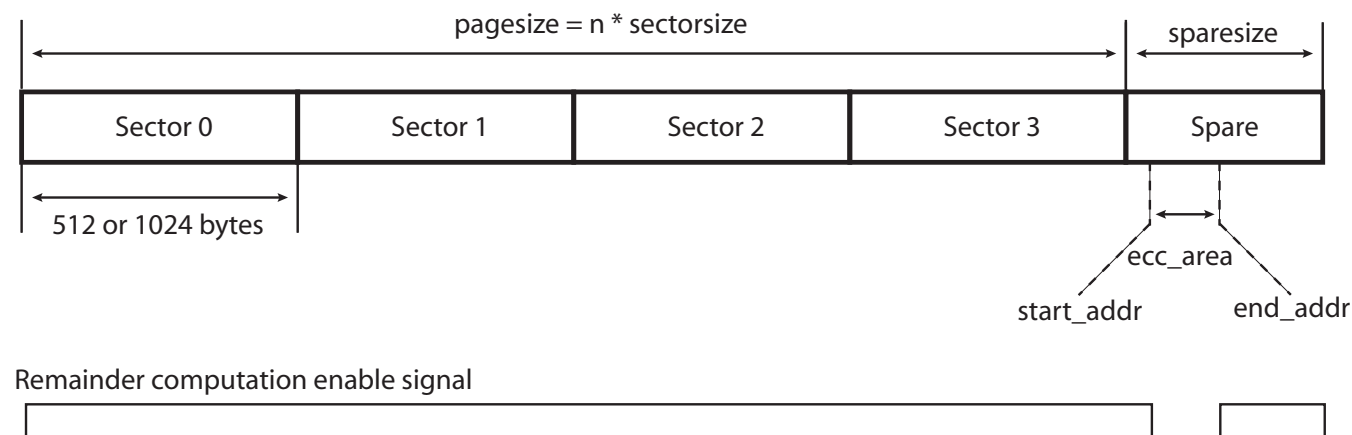 pagesize = n * sectorsize
sparesize
Sector 0 Sector 1 Sector 2 Sector 3 Spare
512 or 1024 bytes
ecc_area
start_addr end_addr
Remainder computation enable signal